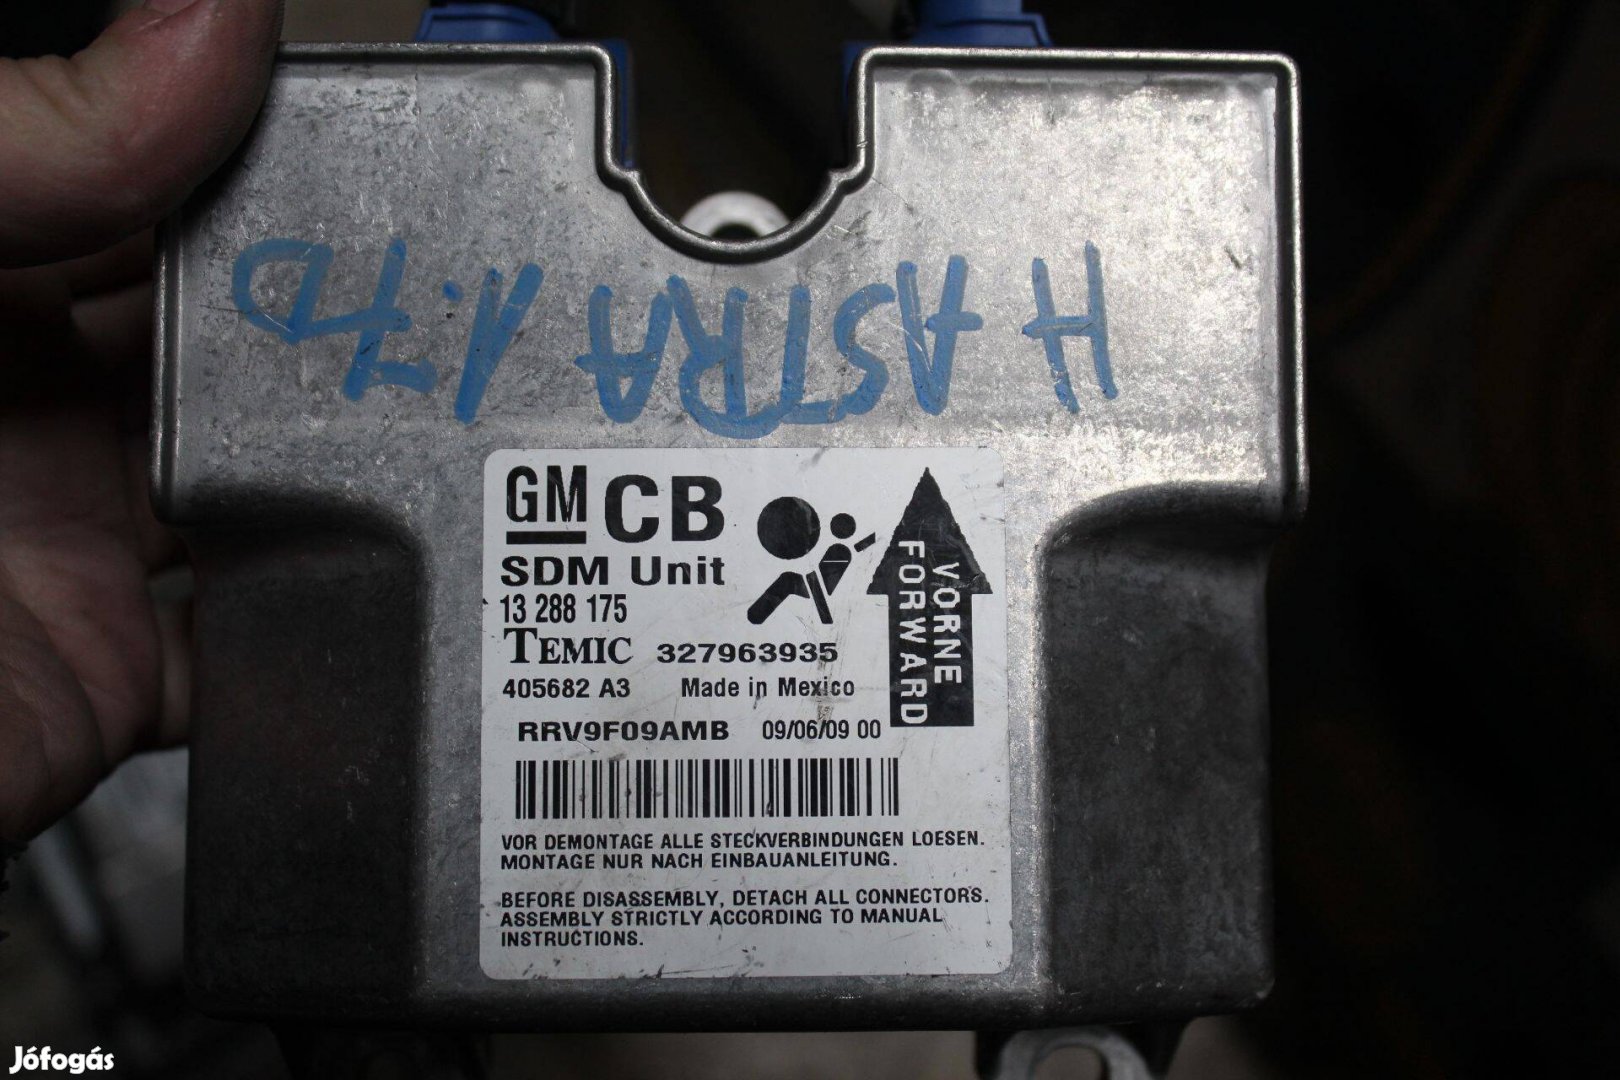 H ASTRA 1.7TD
GM CB
SDM Unit
13 288 175
TEMIC 327963935
405682 A3 Made in Mexico
RRV9F09AMB 09/06/09 00
VORNE
FORWARD
VOR DEMONTAGE ALLE STECKVERBINDUNGEN LOESEN.
MONTAGE NUR NACH EINBAUANLEITUNG.
BEFORE DISASSEMBLY, DETACH ALL CONNECTORS.
ASSEMBLY STRICTLY ACCORDING TO MANUAL
INSTRUCTIONS.
Jófogás